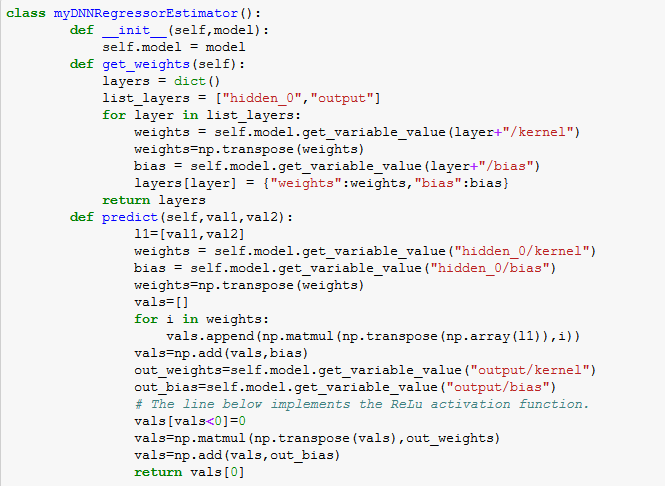 class myDNNRegressorEstimator():
        def __init__(self,model):
            self.model = model
        def get_weights(self):
            layers = dict()
            list_layers = ["hidden_0","output"]
            for layer in list_layers:
                weights = self.model.get_variable_value(layer+"/kernel")
                weights=np.transpose(weights)
                bias = self.model.get_variable_value(layer+"/bias")
                layers[layer] = {"weights":weights,"bias":bias}
            return layers
        def predict(self,val1,val2):
                l1=[val1,val2]
                weights = self.model.get_variable_value("hidden_0/kernel")
                bias = self.model.get_variable_value("hidden_0/bias")
                weights=np.transpose(weights)
                vals=[]
                for i in weights:
                    vals.append(np.matmul(np.transpose(np.array(l1)),i))
                vals=np.add(vals,bias)
                out_weights=self.model.get_variable_value("output/kernel")
                out_bias=self.model.get_variable_value("output/bias")
                # The line below implements the ReLu activation function.
                vals[vals<0]=0
                vals=np.matmul(np.transpose(vals),out_weights)
                vals=np.add(vals,out_bias)
                return vals[0]